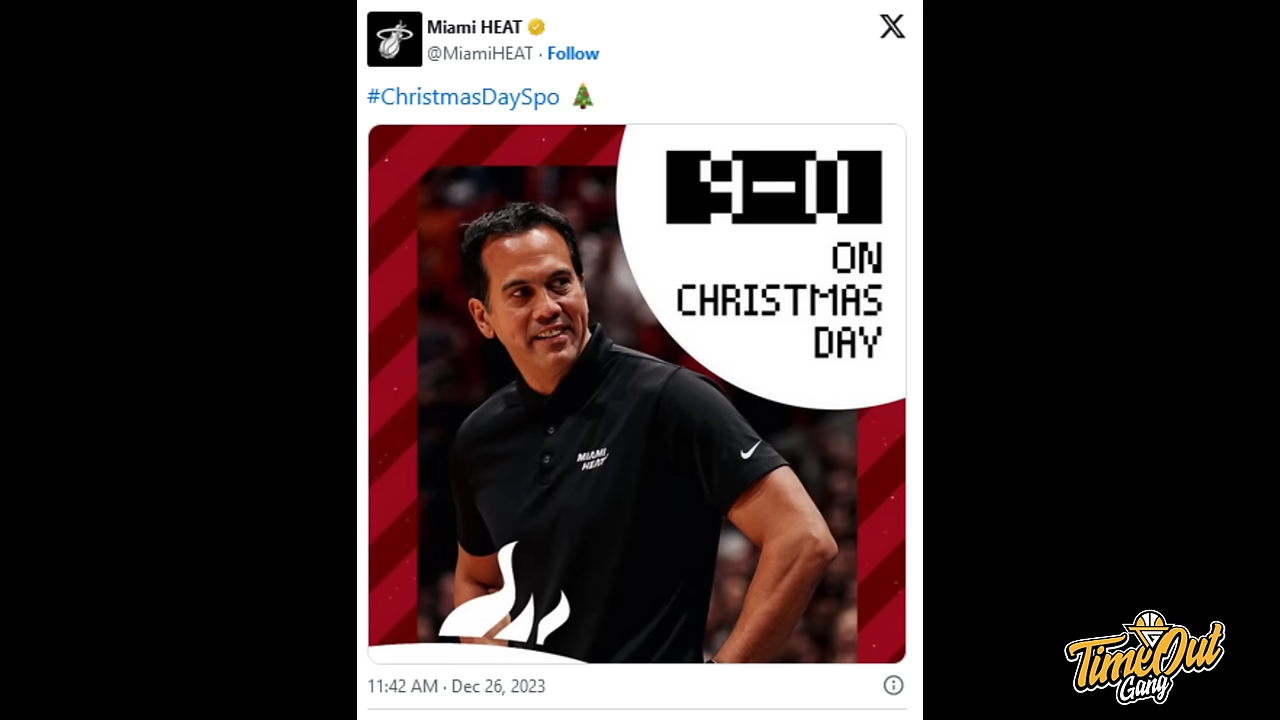 Miami HEAT
@MiamiHEAT · Follow
#ChristmasDaySpo
9-0
ON
CHRISTMAS
DAY
MIAMI
HEAT
11:42 AM · Dec 26, 2023
TimeOut
Gang